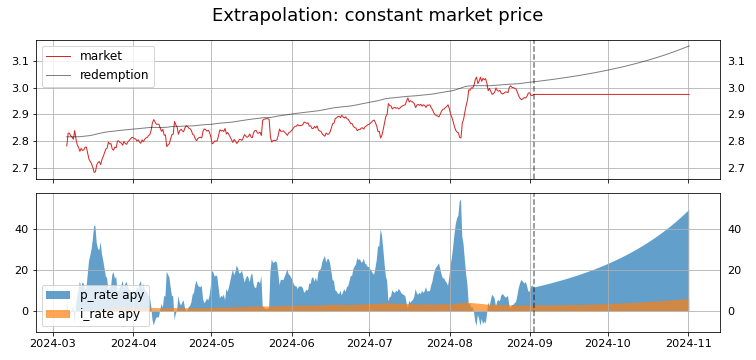 Extrapolation: constant market price
market
redemption
3.1 3.1
3.0 3.0
2.9 2.9
2.8 2.8
2.7 2.7
40 40
20 20
0 0
p_rate apy
i_rate apy
2024-03 2024-04 2024-05 2024-06 2024-07 2024-08 2024-09 2024-10 2024-11